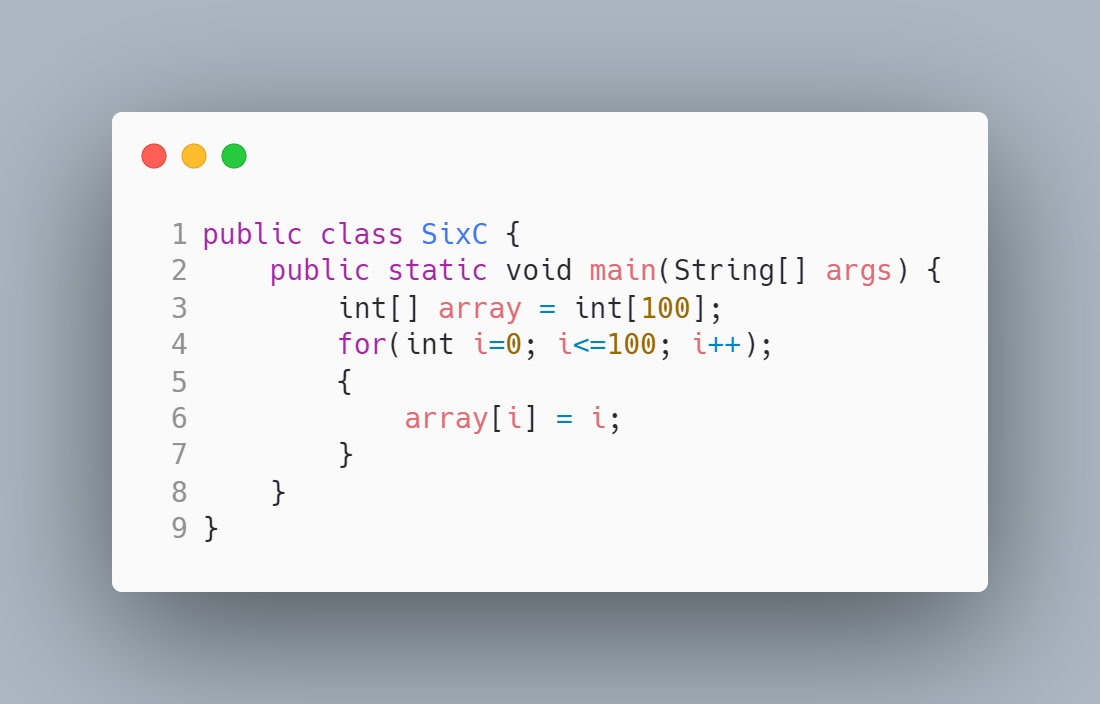 1 public class SixC {
2     public static void main(String[] args) {
3         int[] array = int[100];
4         for(int i=0; i<=100; i++);
5         {
6             array[i] = i;
7         }
8     }
9 }